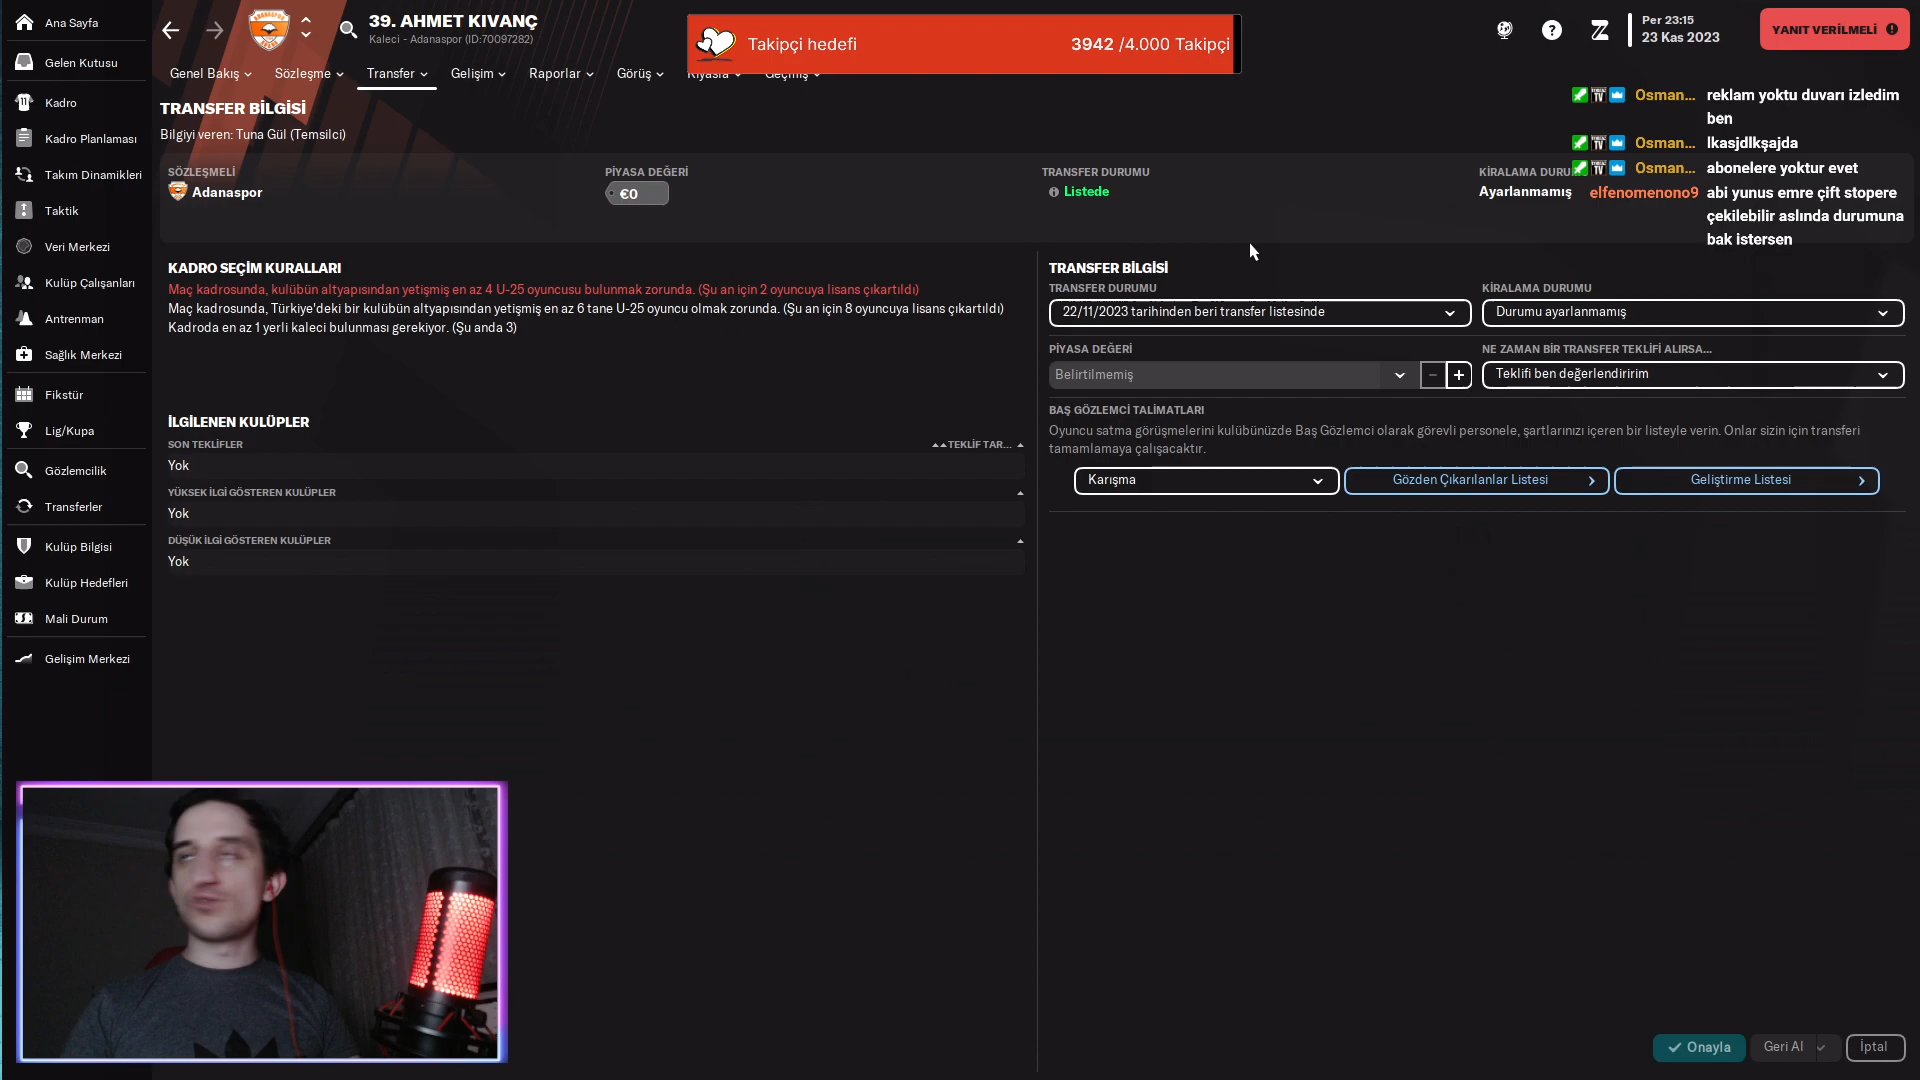 Ana Sayfa
Gelen Kutusu
Kadro
Kadro Planlaması
Takım Dinamikleri
Taktik
Veri Merkezi
Kulüp Çalışanları
Antrenman
Sağlık Merkezi
Fikstür
Lig/Kupa
Gözlemcilik
Transferler
Kulüp Bilgisi
Kulüp Hedefleri
Mali Durum
Gelişim Merkezi
39. AHMET KIVANÇ
Kaleci - Adanaspor (ID:70097282)
Takipçi hedefi 3942 /4.000 Takipçi
Per 23:15
23 Kas 2023
YANIT VERİLMELİ
Genel Bakış Sözleşme Transfer Gelişim Raporlar Görüş Kıyasla Geçmiş
TRANSFER BİLGİSİ
Bilgiyi veren: Tuna Gül (Temsilci)
Osman... reklam yoktu duvarı izledim
ben
Osman... lkasjdlkşajda
Osman... abonelere yoktur evet
elfenomenono9 abi yunus emre çift stopere
çekilebilir aslında durumuna
bak istersen
SÖZLEŞMELİ
Adanaspor
PİYASA DEĞERİ
€0
TRANSFER DURUMU
Listede
KİRALAMA DURU
Ayarlanmamış
KADRO SEÇİM KURALLARI
Maç kadrosunda, kulübün altyapısından yetişmiş en az 4 U-25 oyuncusu bulunmak zorunda. (Şu an için 2 oyuncuya lisans çıkartıldı)
Maç kadrosunda, Türkiye'deki bir kulübün altyapısından yetişmiş en az 6 tane U-25 oyuncu olmak zorunda. (Şu an için 8 oyuncuya lisans çıkartıldı)
Kadroda en az 1 yerli kaleci bulunması gerekiyor. (Şu anda 3)
İLGİLENEN KULÜPLER
SON TEKLİFLER TEKLİF TAR...
Yok
YÜKSEK İLGİ GÖSTEREN KULÜPLER
Yok
DÜŞÜK İLGİ GÖSTEREN KULÜPLER
Yok
TRANSFER BİLGİSİ
TRANSFER DURUMU
22/11/2023 tarihinden beri transfer listesinde
KİRALAMA DURUMU
Durumu ayarlanmamış
PİYASA DEĞERİ
Belirtilmemiş
NE ZAMAN BİR TRANSFER TEKLİFİ ALIRSA...
Teklifi ben değerlendiririm
BAŞ GÖZLEMCİ TALİMATLARI
Oyuncu satma görüşmelerini kulübünüzde Baş Gözlemci olarak görevli personele, şartlarınızı içeren bir listeyle verin. Onlar sizin için transferi
tamamlamaya çalışacaktır.
Karışma
Gözden Çıkarılanlar Listesi
Geliştirme Listesi
Onayla
Geri Al
İptal